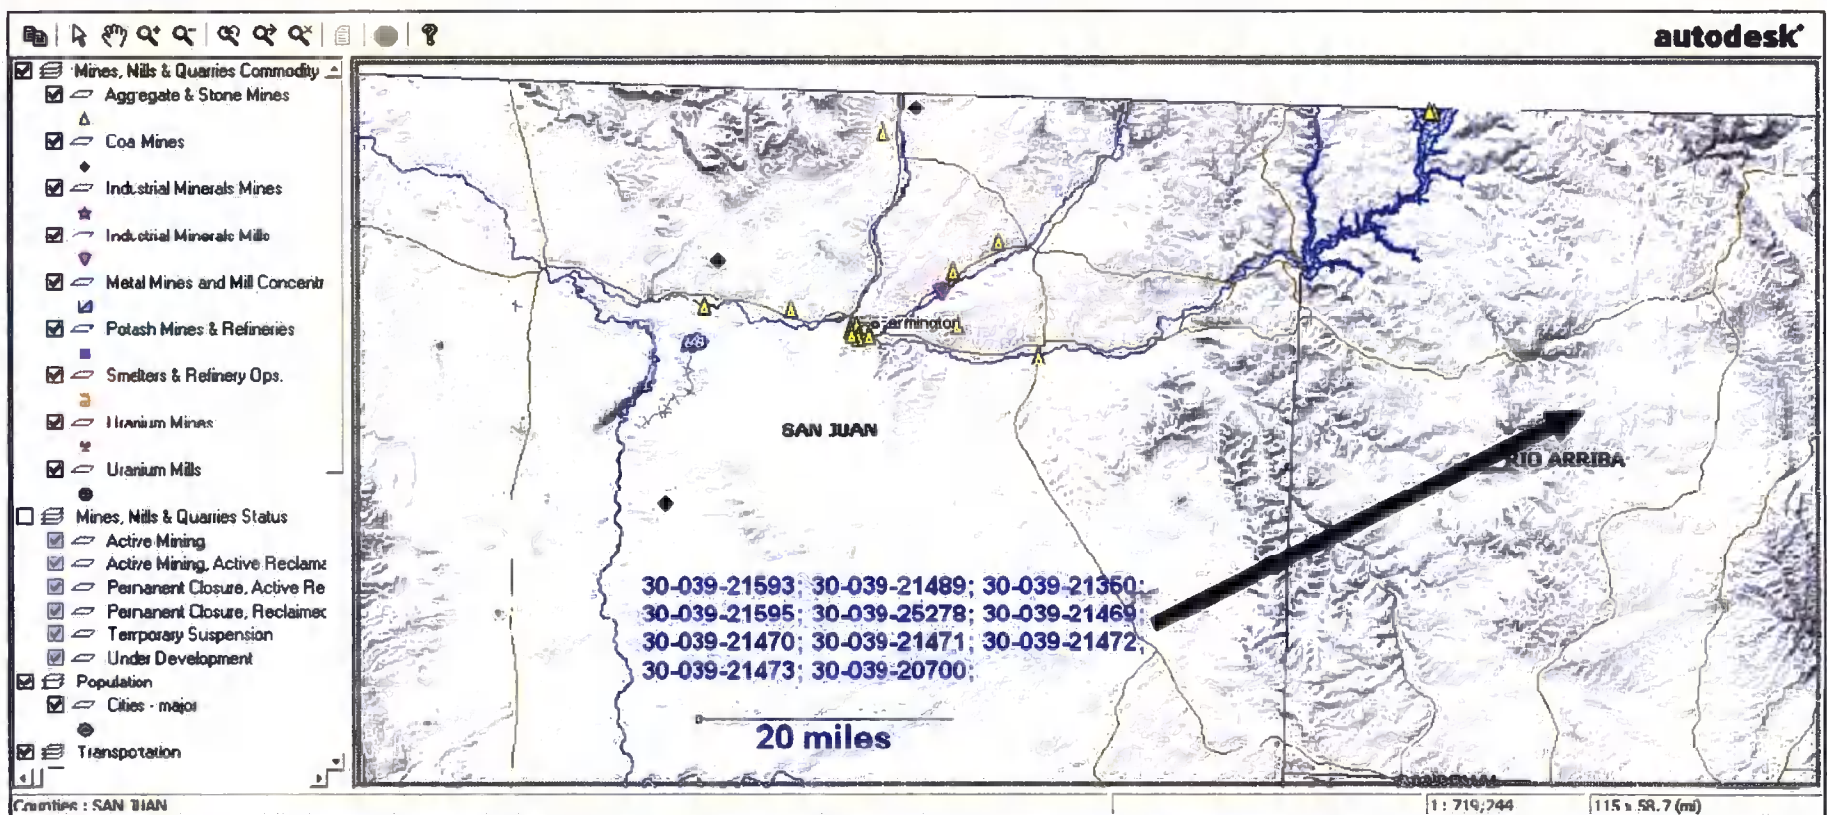 autodesk
Mines, Mills & Quarries Commodity
Aggregate & Stone Mines
Coa Mines
Industrial Minerals Mines
Industrial Minerals Mills
Metal Mines and Mill Concentr
Potash Mines & Refineries
Smelters & Refinery Ops.
Uranium Mines
Uranium Mills
Mines, Mills & Quarries Status
Active Mining
Active Mining, Active Reclama
Permanent Closure, Active Re
Permanent Closure, Reclaimed
Temporary Suspension
Under Development
Population
Cities - major
Transportation
Farmington
SAN JUAN
RIO ARRIBA
30-039-21593; 30-039-21489; 30-039-21350;
30-039-21595; 30-039-25278; 30-039-21469
30-039-21470; 30-039-21471; 30-039-21472;
30-039-21473; 30-039-20700;
20 miles
Counties : SAN JUAN
1 : 719,244
115 x 58.7 (mi)